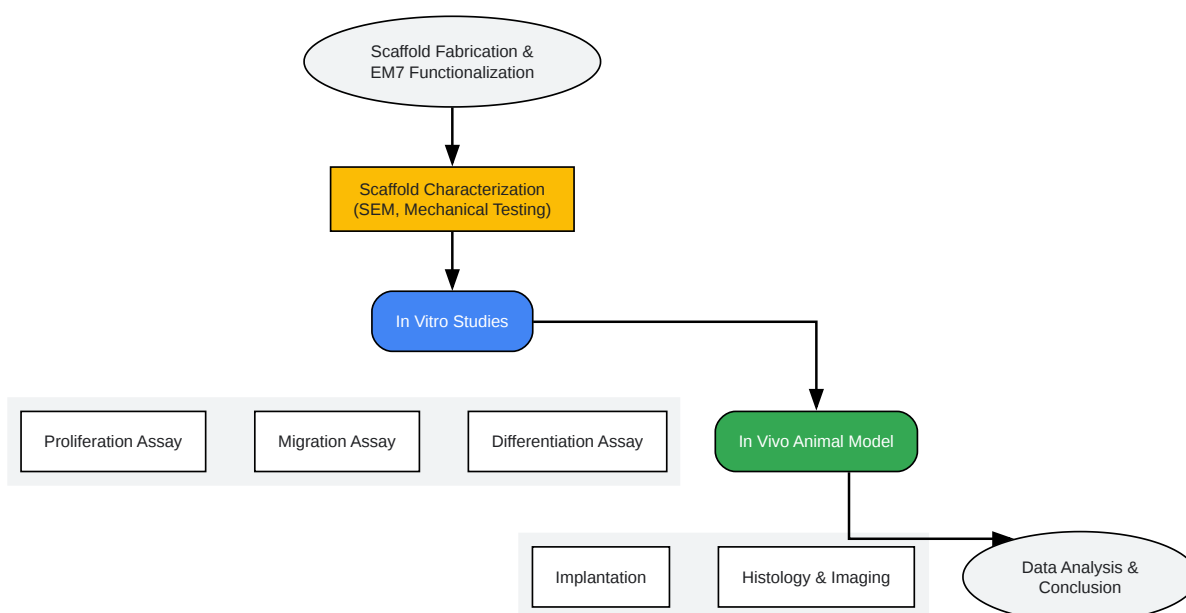 Scaffold Fabrication &
EM7 Functionalization
Scaffold Characterization
(SEM, Mechanical Testing)
In Vitro Studies
Proliferation Assay
Migration Assay
Differentiation Assay
In Vivo Animal Model
Implantation
Histology & Imaging
Data Analysis &
Conclusion